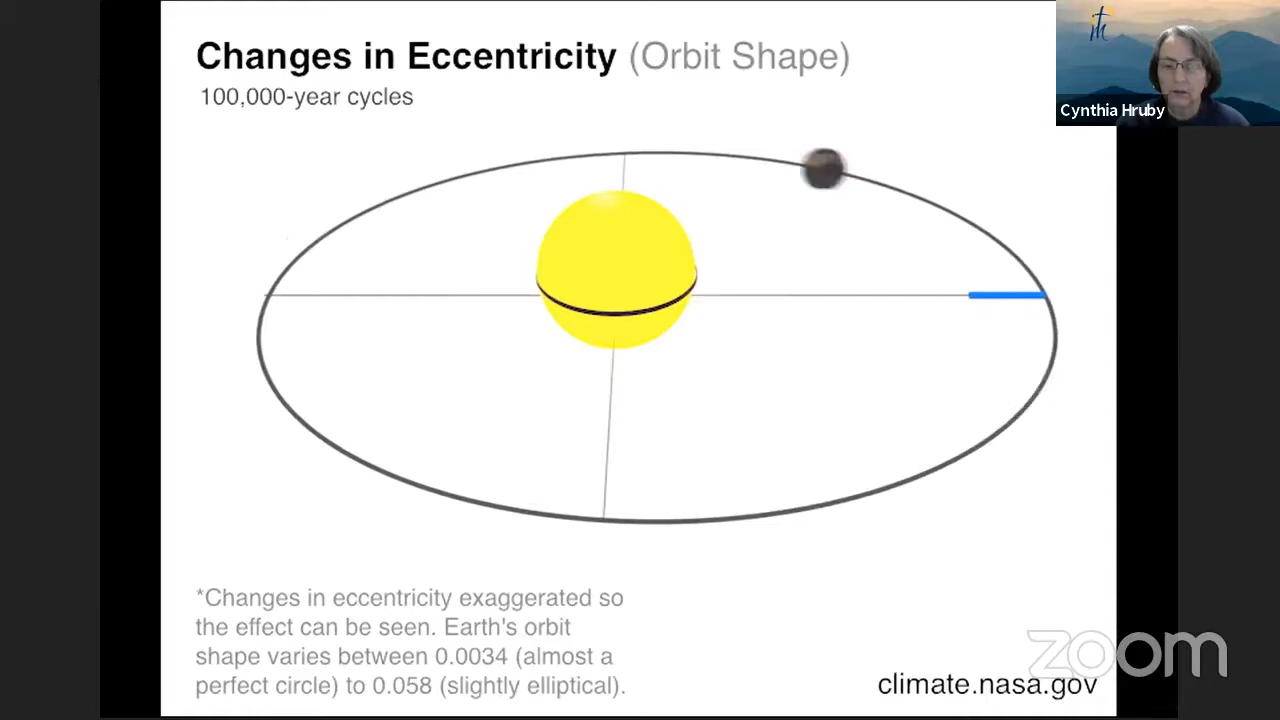 Changes in Eccentricity (Orbit Shape)
100,000-year cycles
Cynthia Hruby
*Changes in eccentricity exaggerated so
the effect can be seen. Earth's orbit
shape varies between 0.0034 (almost a
perfect circle) to 0.058 (slightly elliptical).
zoom
climate.nasa.gov